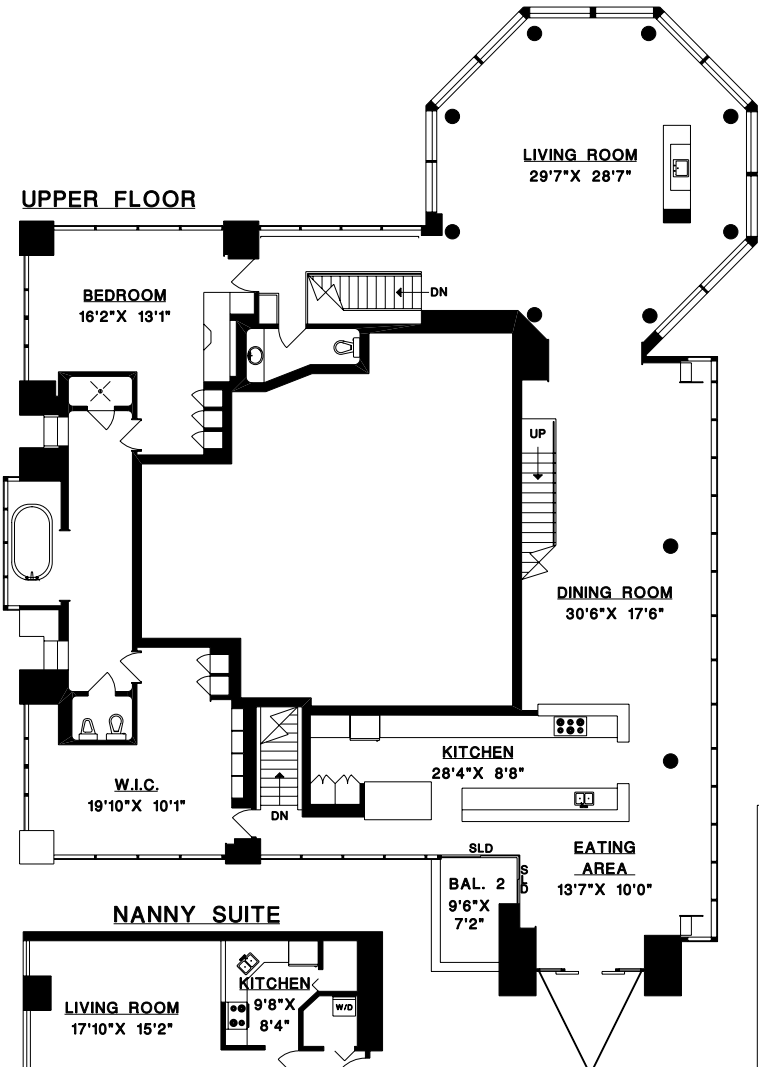 LIVING ROOM
29'7"X 28'7"
UPPER FLOOR
BEDROOM
16'2"X 13'1"
DN
UP
DINING ROOM
30'6"X 17'6"
KITCHEN
28'4"X 8'8"
W.I.C.
19'10"X 10'1"
DN
SLD
EATING
AREA
13'7"X 10'0"
SLD
BAL. 2
9'6"X
7'2"
NANNY SUITE
KITCHEN
9'8"X
8'4"
LIVING ROOM
17'10"X 15'2"
W/D